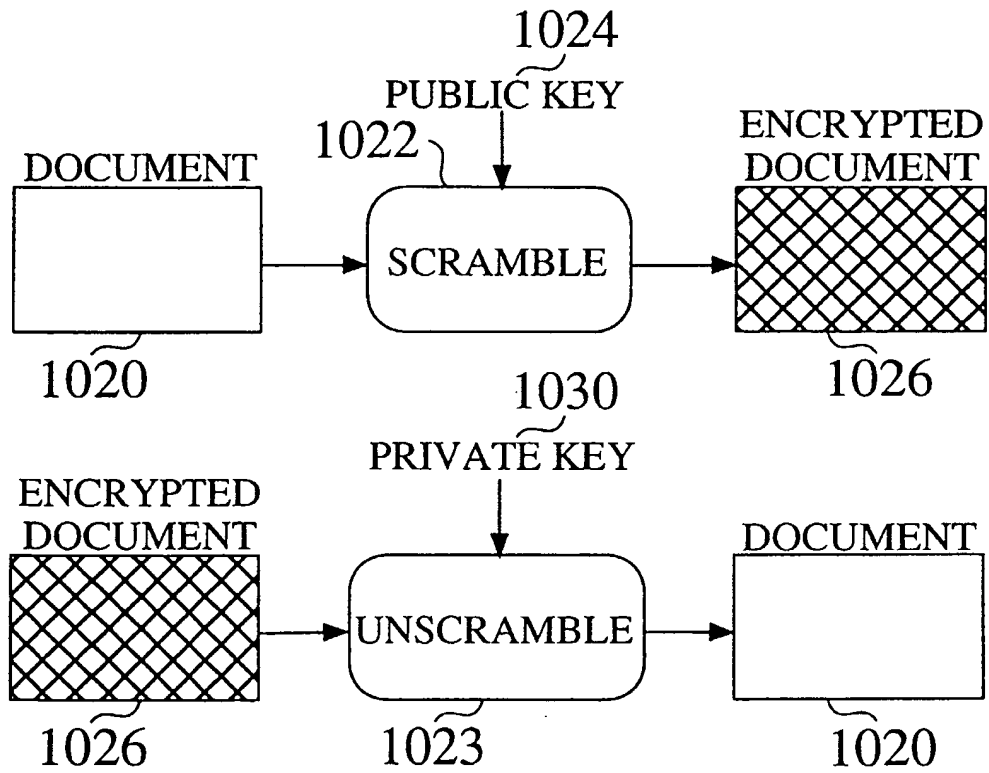 1024
PUBLIC KEY
1022
DOCUMENT
SCRAMBLE
ENCRYPTED
DOCUMENT
1020
1026
1030
PRIVATE KEY
ENCRYPTED
DOCUMENT
UNSCRAMBLE
DOCUMENT
1026
1023
1020